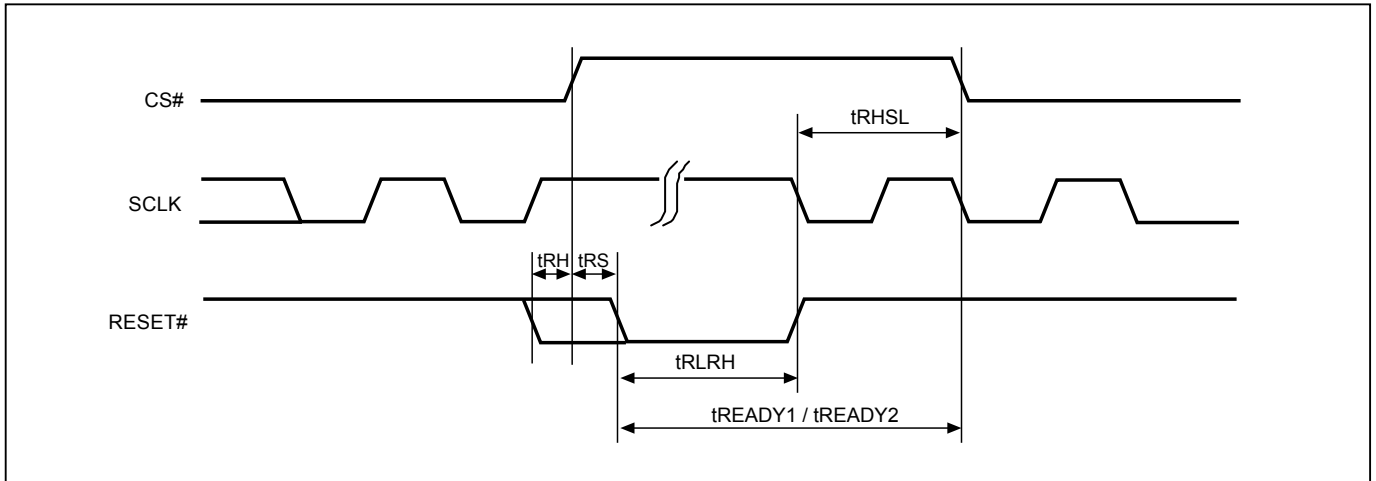 CS#
tRHSL
SCLK
tRH tRS
RESET#
tRLRH
tREADY1 / tREADY2